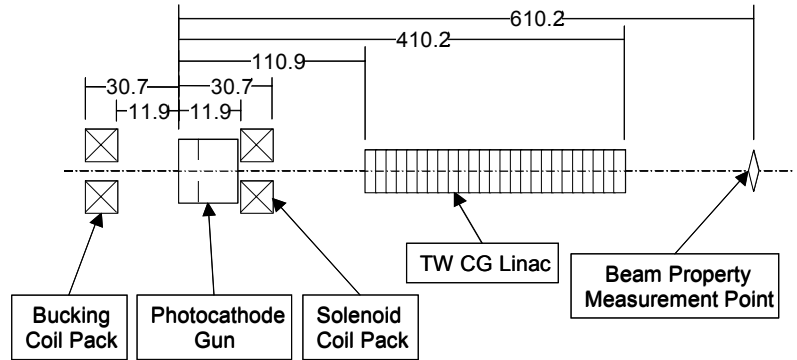 610.2
410.2
110.9
30.7
30.7
11.9
11.9
TW CG Linac
Beam Property
Measurement Point
Bucking
Coil Pack
Photocathode
Gun
Solenoid
Coil Pack